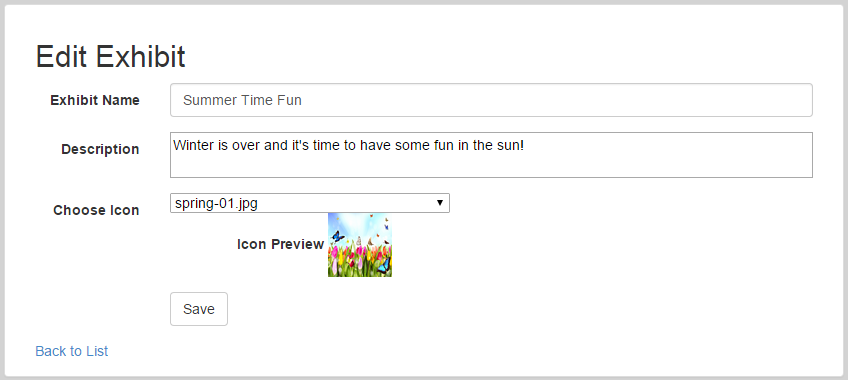 Edit Exhibit
Exhibit Name
Summer Time Fun
Description
Winter is over and it's time to have some fun in the sun!
Choose Icon
spring-01.jpg
Icon Preview
Save
Back to List